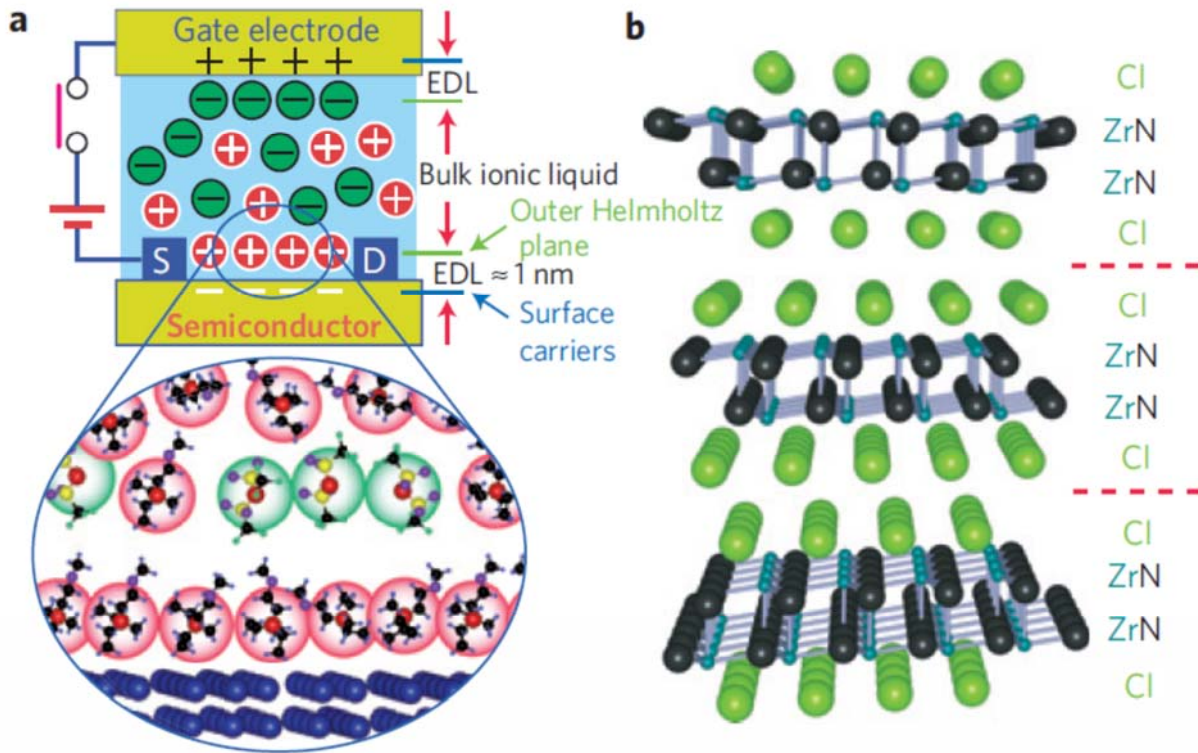 a
Gate electrode
+ + + +
EDL
Bulk ionic liquid
Outer Helmholtz
plane
S
D
EDL ≈ 1 nm
Semiconductor
Surface
carriers
b
Cl
ZrN
ZrN
Cl
Cl
ZrN
ZrN
Cl
Cl
ZrN
ZrN
Cl